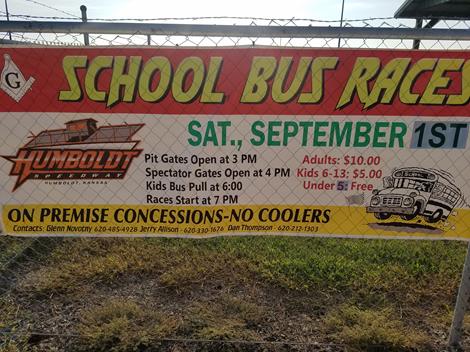 G
SCHOOL BUS RACES
SAT., SEPTEMBER 1ST
HUMBOLDT
SPEEDWAY
HUMBOLDT, KANSAS
Pit Gates Open at 3 PM
Spectator Gates Open at 4 PM
Kids Bus Pull at 6:00
Races Start at 7 PM
Adults: $10.00
Kids 6-13: $5.00
Under 5: Free
ON PREMISE CONCESSIONS-NO COOLERS
Contacts: Glenn Novotny 620-485-4928 Jerry Allison - 620-330-1674 Dan Thompson - 620-212-1303